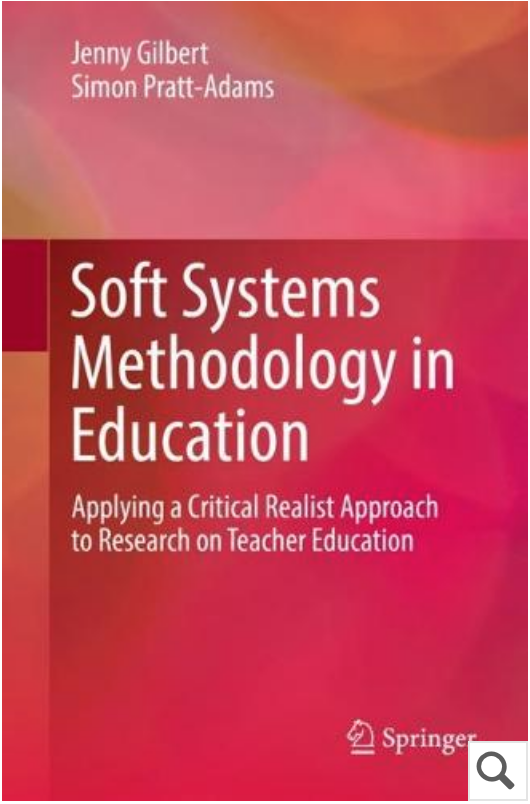 Jenny Gilbert
Simon Pratt-Adams
Soft Systems
Methodology in
Education
Applying a Critical Realist Approach
to Research on Teacher Education
Springer